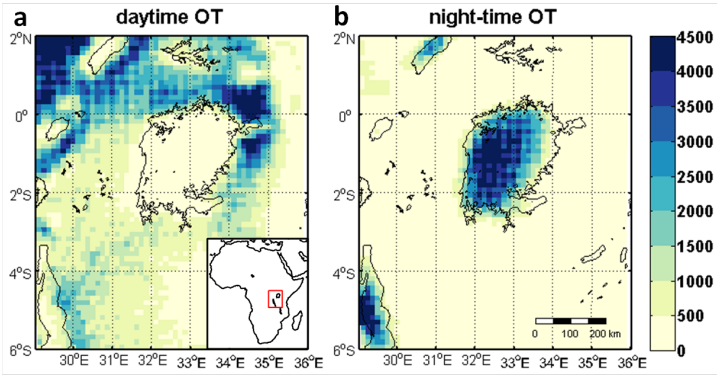 a daytime OT b night-time OT
2°N
0°
2°S
4°S
6°S
30°E 31°E 32°E 33°E 34°E 35°E 36°E
2°N
0°
2°S
4°S
6°S
0 100 200 km
30°E 31°E 32°E 33°E 34°E 35°E 36°E
4500
4000
3500
3000
2500
2000
1500
1000
500
0